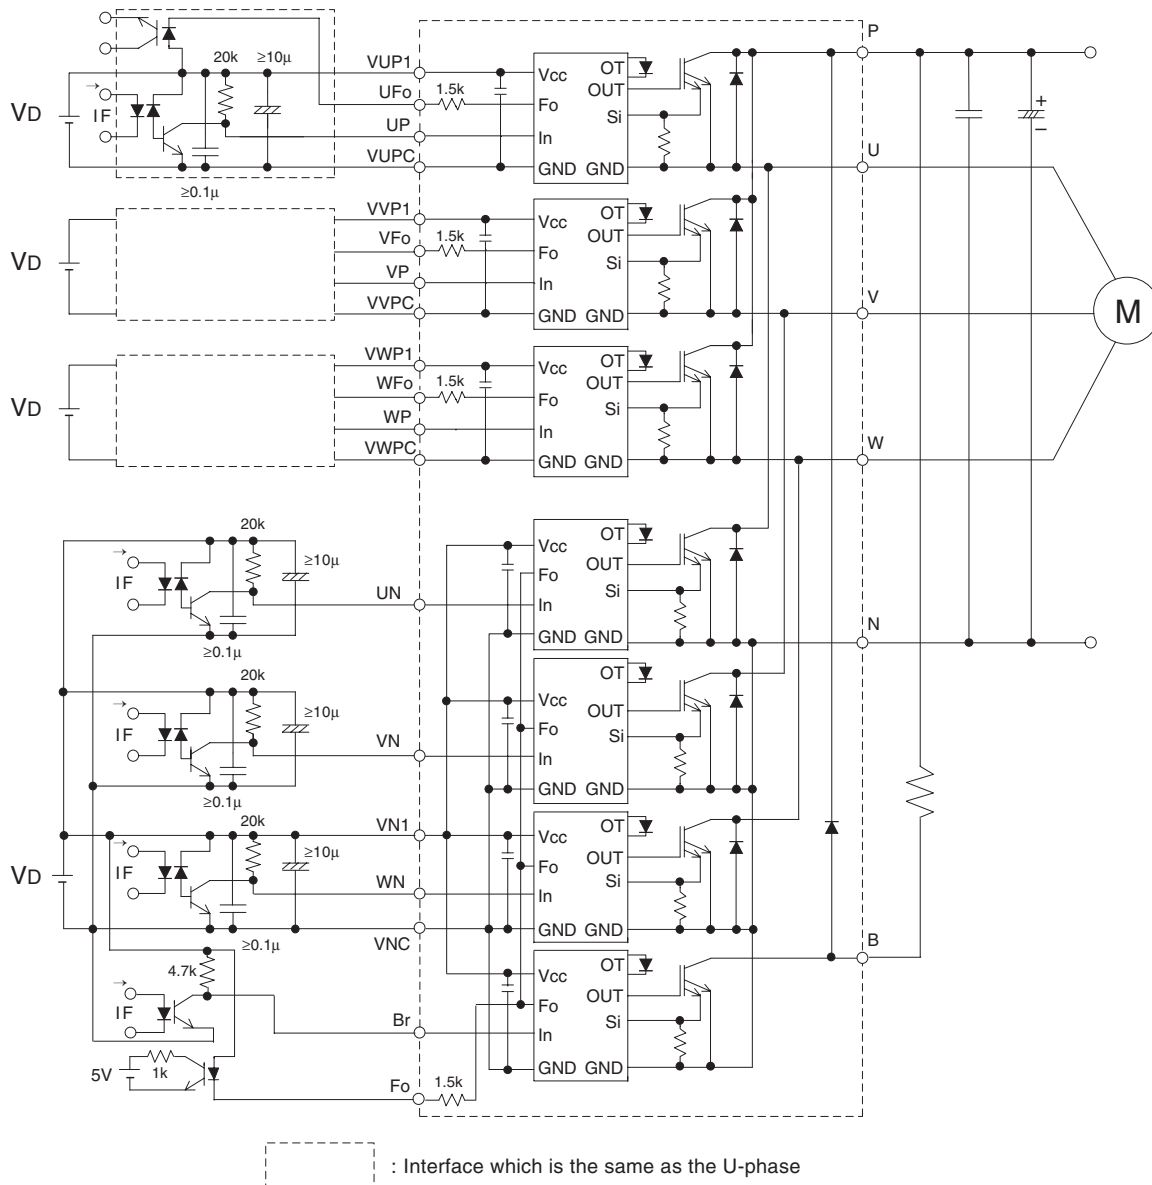 P
20k
≥10μ
VUP1
Vcc
OT
OUT
UFo
1.5k
Fo
Si
VD
IF
UP
In
+
–
VUPC
GND GND
U
≥0.1μ
VVP1
Vcc
OT
OUT
VFo
1.5k
Fo
Si
VD
VP
In
VVPC
GND GND
V
M
VWP1
Vcc
OT
OUT
WFo
1.5k
Fo
Si
VD
WP
In
VWPC
GND GND
W
20k
≥10μ
IF
Vcc
OT
OUT
Fo
Si
UN
In
GND GND
N
≥0.1μ
20k
≥10μ
IF
OT
Vcc
OUT
Fo
Si
VN
In
GND GND
≥0.1μ
20k
VN1
Vcc
OT
≥10μ
OUT
VD
IF
Fo
Si
WN
In
GND GND
VNC
≥0.1μ
B
4.7k
Vcc
OT
OUT
IF
Fo
Si
Br
In
GND GND
5V
1k
Fo
1.5k
: Interface which is the same as the U-phase